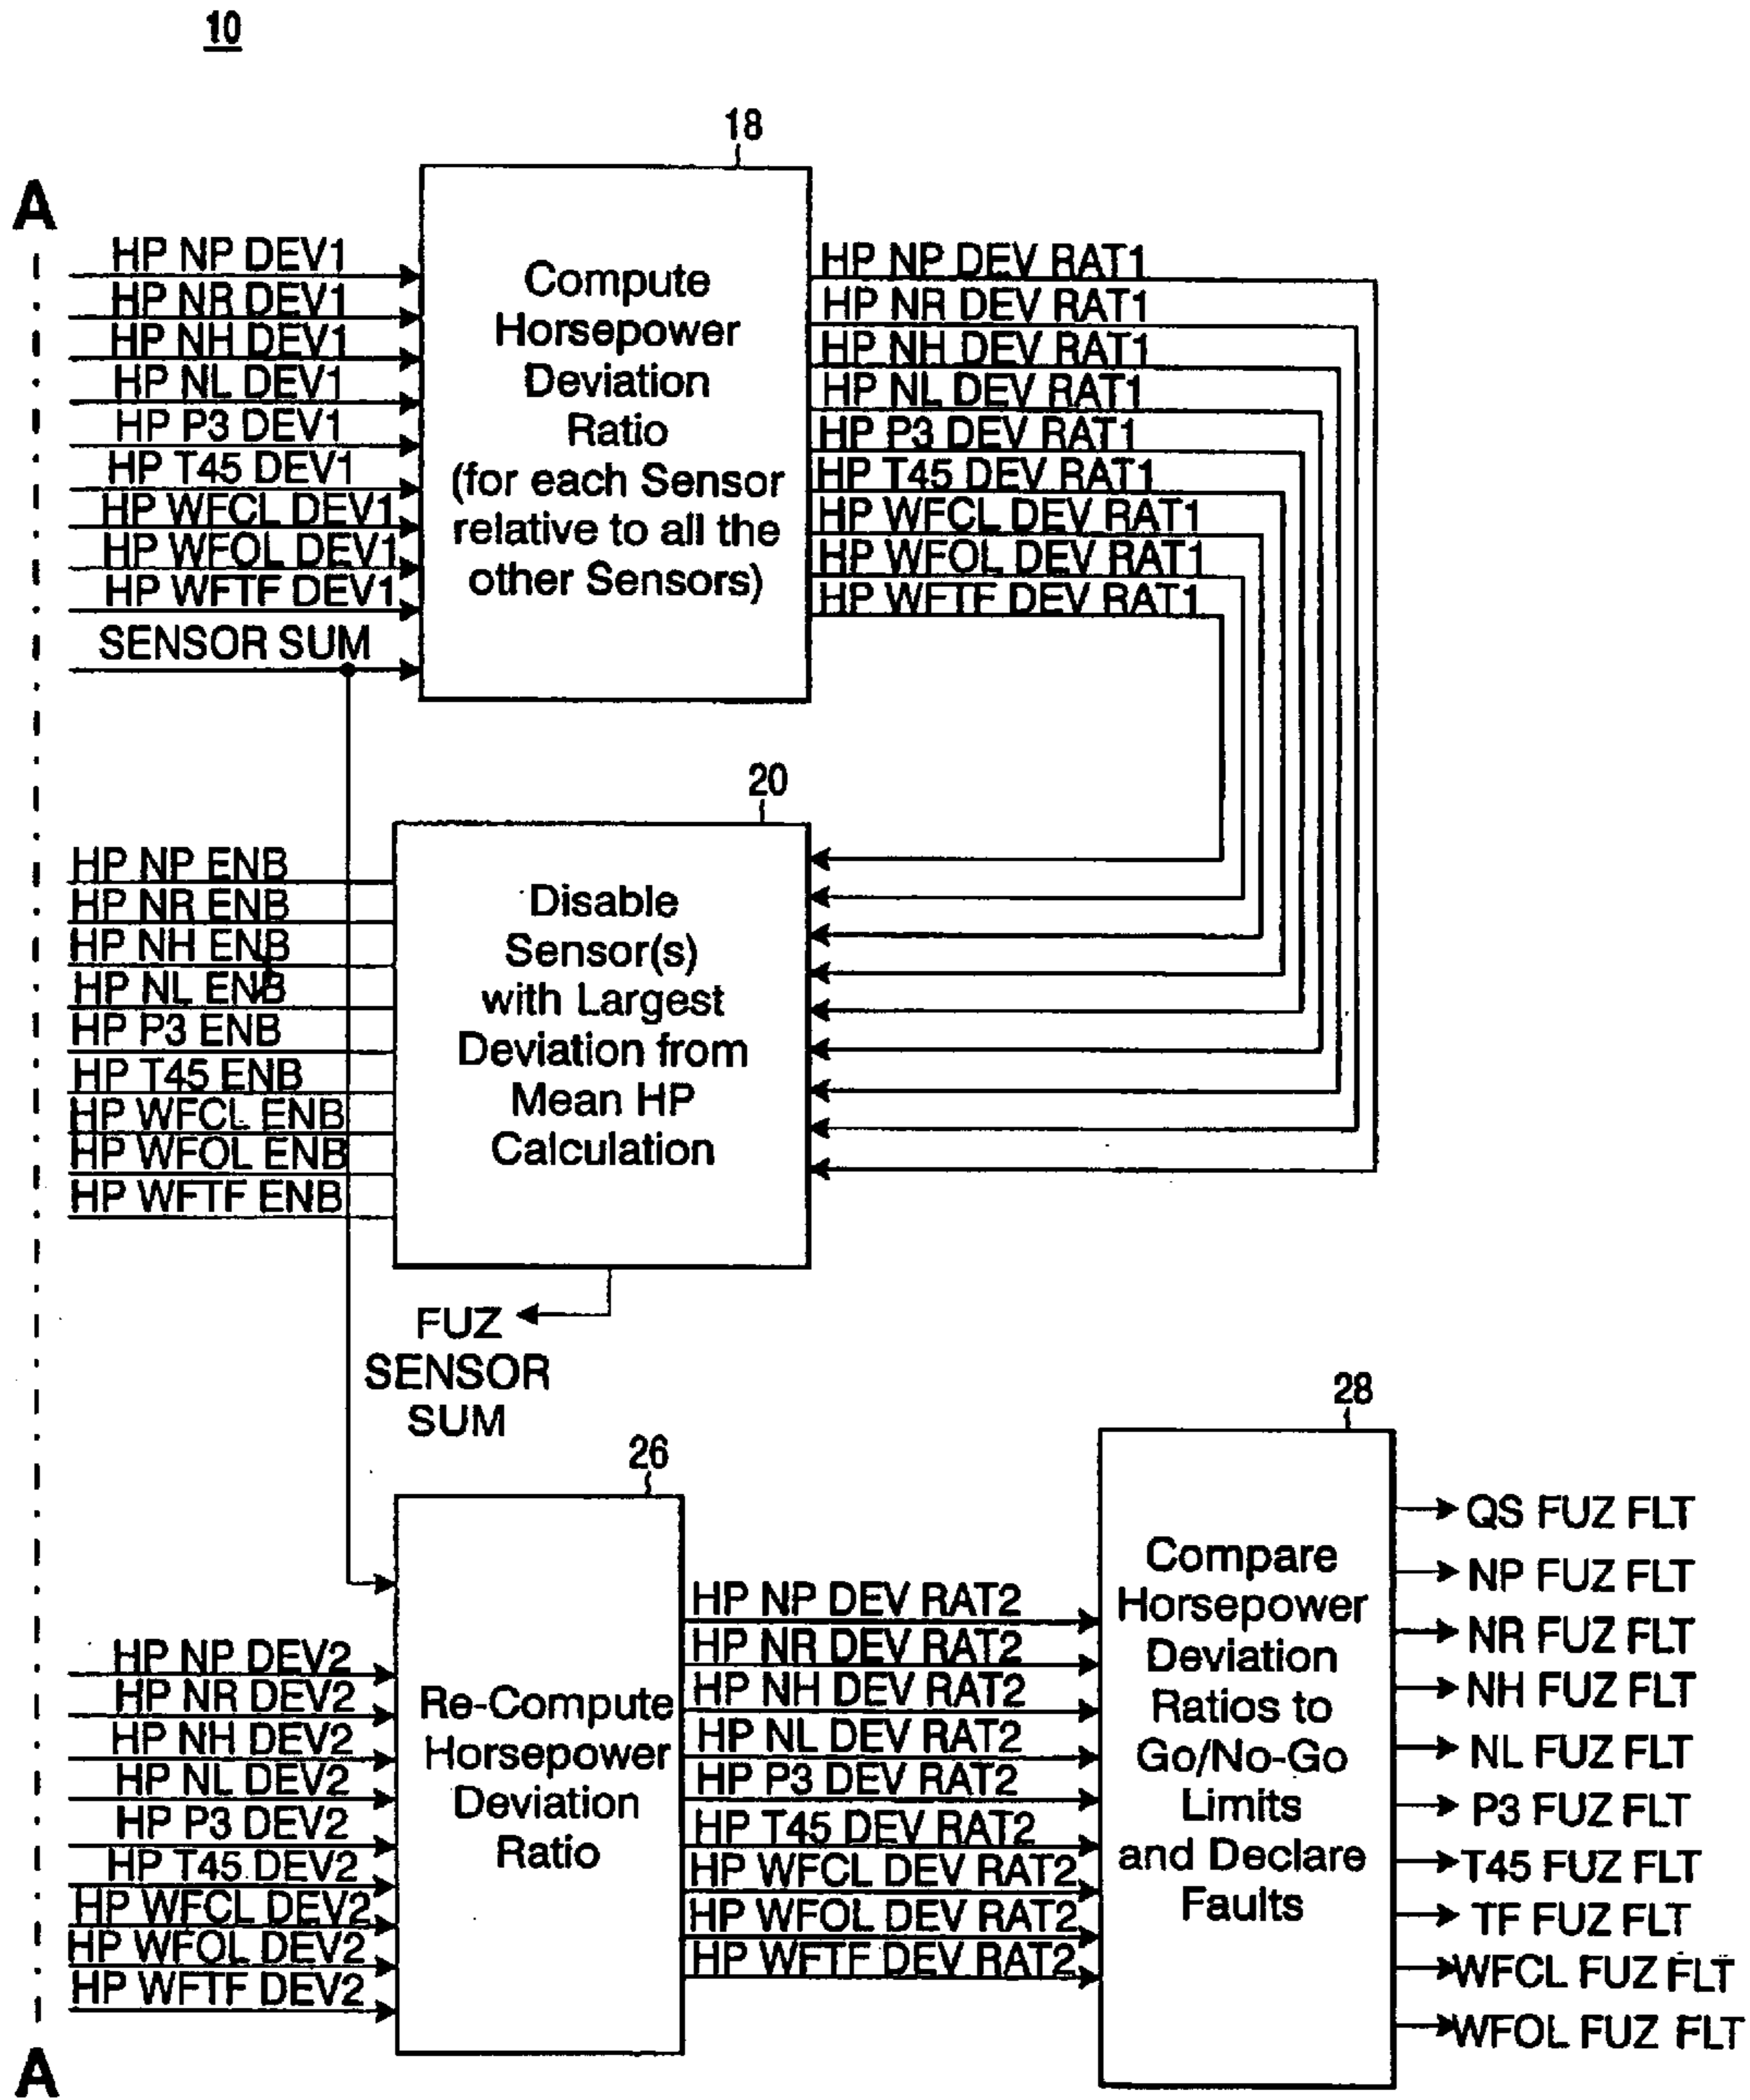 10
18
A
HP NP DEV1
HP NR DEV1
HP NH DEV1
HP NL DEV1
HP P3 DEV1
HP T45 DEV1
HP WFCL DEV1
HP WFOL DEV1
HP WFTF DEV1
SENSOR SUM
Compute
Horsepower
Deviation
Ratio
(for each Sensor
relative to all the
other Sensors)
HP NP DEV RAT1
HP NR DEV RAT1
HP NH DEV RAT1
HP NL DEV RAT1
HP P3 DEV RAT1
HP T45 DEV RAT1
HP WFCL DEV RAT1
HP WFOL DEV RAT1
HP WFTF DEV RAT1
20
HP NP ENB
HP NR ENB
HP NH ENB
HP NL ENB
HP P3 ENB
HP T45 ENB
HP WFCL ENB
HP WFOL ENB
HP WFTF ENB
Disable
Sensor(s)
with Largest
Deviation from
Mean HP
Calculation
FUZ
SENSOR
SUM
26
HP NP DEV2
HP NR DEV2
HP NH DEV2
HP NL DEV2
HP P3 DEV2
HP T45 DEV2
HP WFCL DEV2
HP WFOL DEV2
HP WFTF DEV2
Re-Compute
Horsepower
Deviation
Ratio
HP NP DEV RAT2
HP NR DEV RAT2
HP NH DEV RAT2
HP NL DEV RAT2
HP P3 DEV RAT2
HP T45 DEV RAT2
HP WFCL DEV RAT2
HP WFOL DEV RAT2
HP WFTF DEV RAT2
28
Compare
Horsepower
Deviation
Ratios to
Go/No-Go
Limits
and Declare
Faults
QS FUZ FLT
NP FUZ FLT
NR FUZ FLT
NH FUZ FLT
NL FUZ FLT
P3 FUZ FLT
T45 FUZ FLT
TF FUZ FLT
WFCL FUZ FLT
WFOL FUZ FLT
A